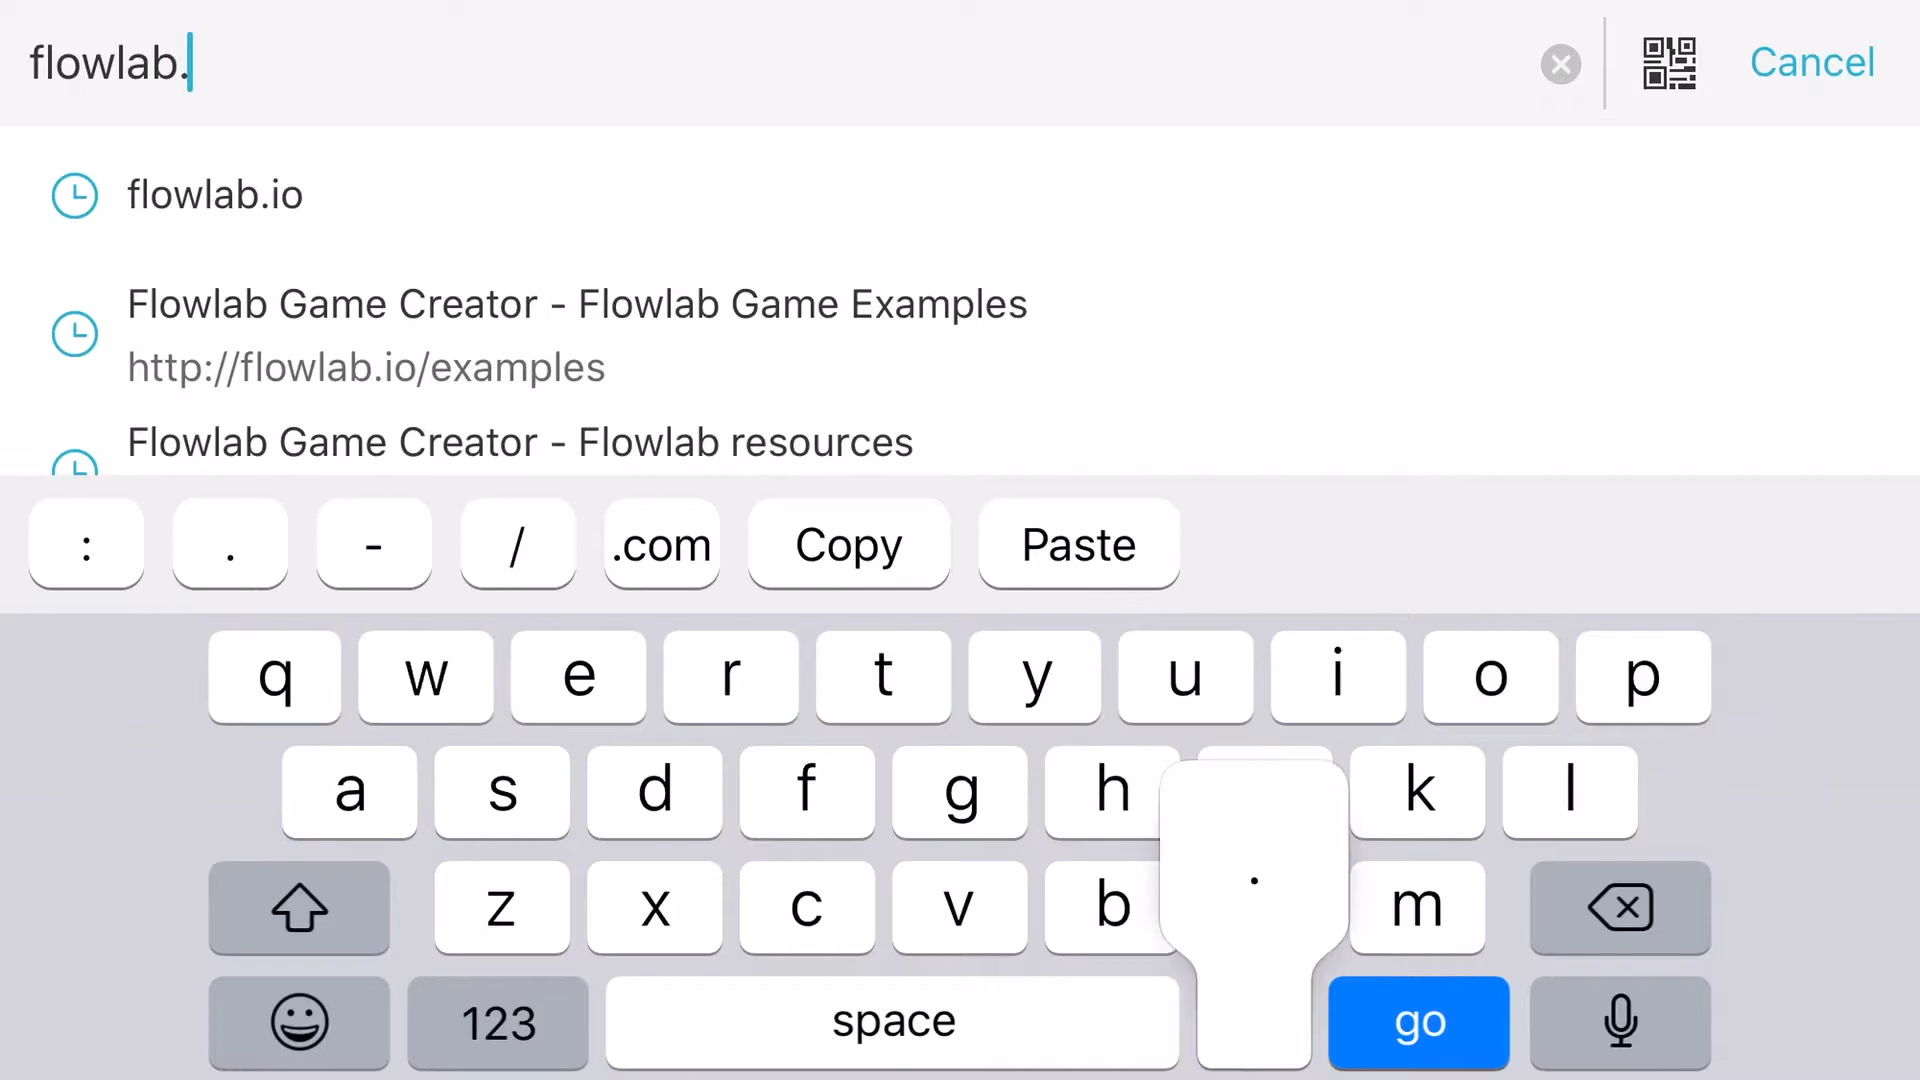 flowlab.
Cancel
flowlab.io
Flowlab Game Creator - Flowlab Game Examples
http://flowlab.io/examples
Flowlab Game Creator - Flowlab resources
: . - / .com Copy Paste
q w e r t y u i o p
a s d f g h k l
z x c v b . m
123 space go